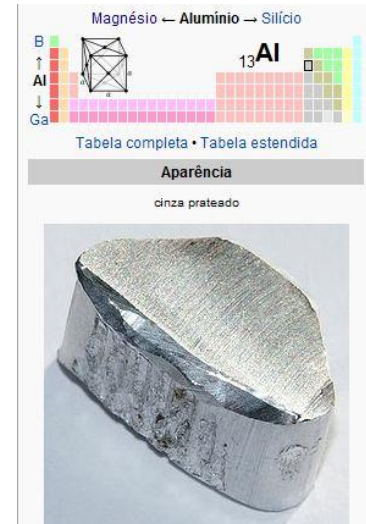 Magnésio ← Alumínio → Silício
B
↑
Al
↓
Ga
13Al
a
a
a
Tabela completa • Tabela estendida
Aparência
cinza prateado